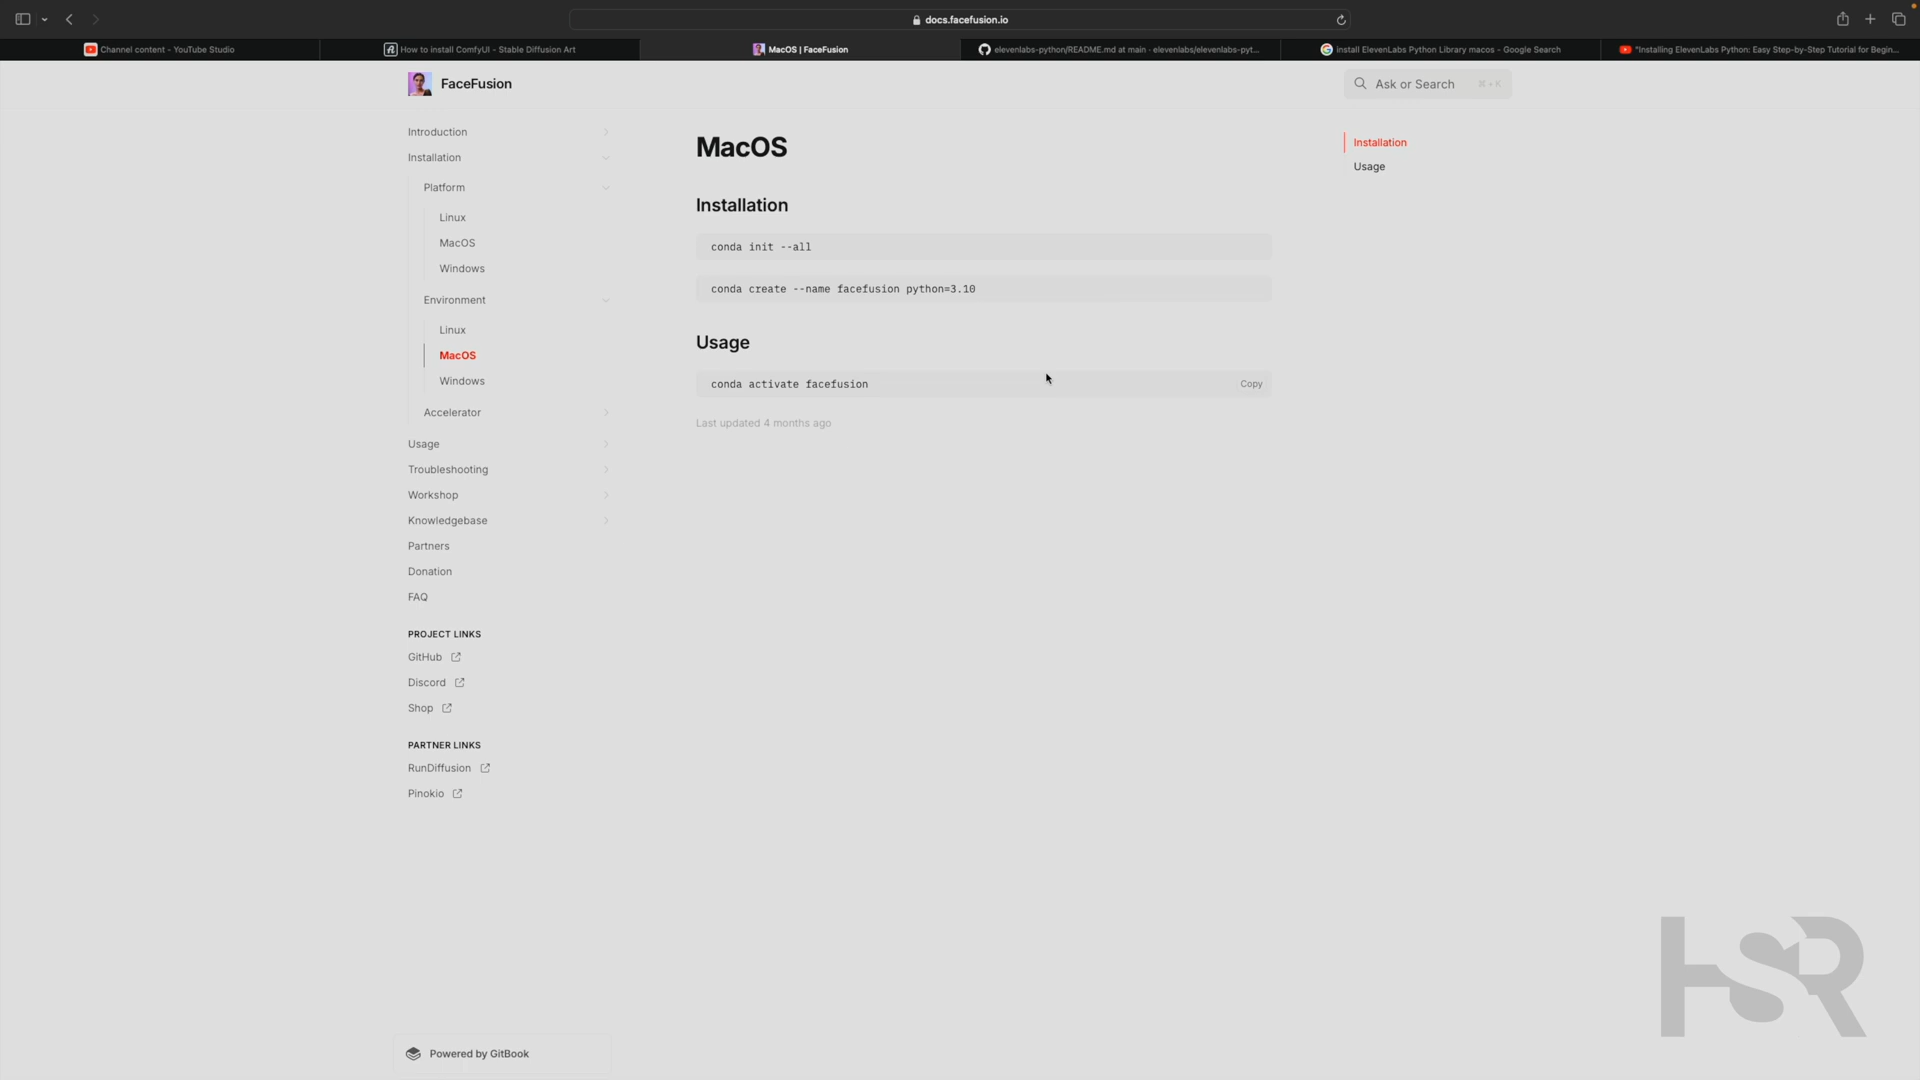 docs.facefusion.io
Channel content - YouTube Studio
How to install ComfyUI - Stable Diffusion Art
MacOS | FaceFusion
elevenlabs-python/README.md at main · elevenlabs/elevenlabs-pyt...
install ElevenLabs Python Library macos - Google Search
"Installing ElevenLabs Python: Easy Step-by-Step Tutorial for Begin...
FaceFusion
Ask or Search ⌘+K
Introduction
Installation
Platform
Linux
MacOS
Windows
Environment
Linux
MacOS
Windows
Accelerator
Usage
Troubleshooting
Workshop
Knowledgebase
Partners
Donation
FAQ
PROJECT LINKS
GitHub
Discord
Shop
PARTNER LINKS
RunDiffusion
Pinokio
Powered by GitBook
MacOS
Installation
conda init --all
conda create --name facefusion python=3.10
Usage
conda activate facefusion
Copy
Last updated 4 months ago
Installation
Usage
HSR